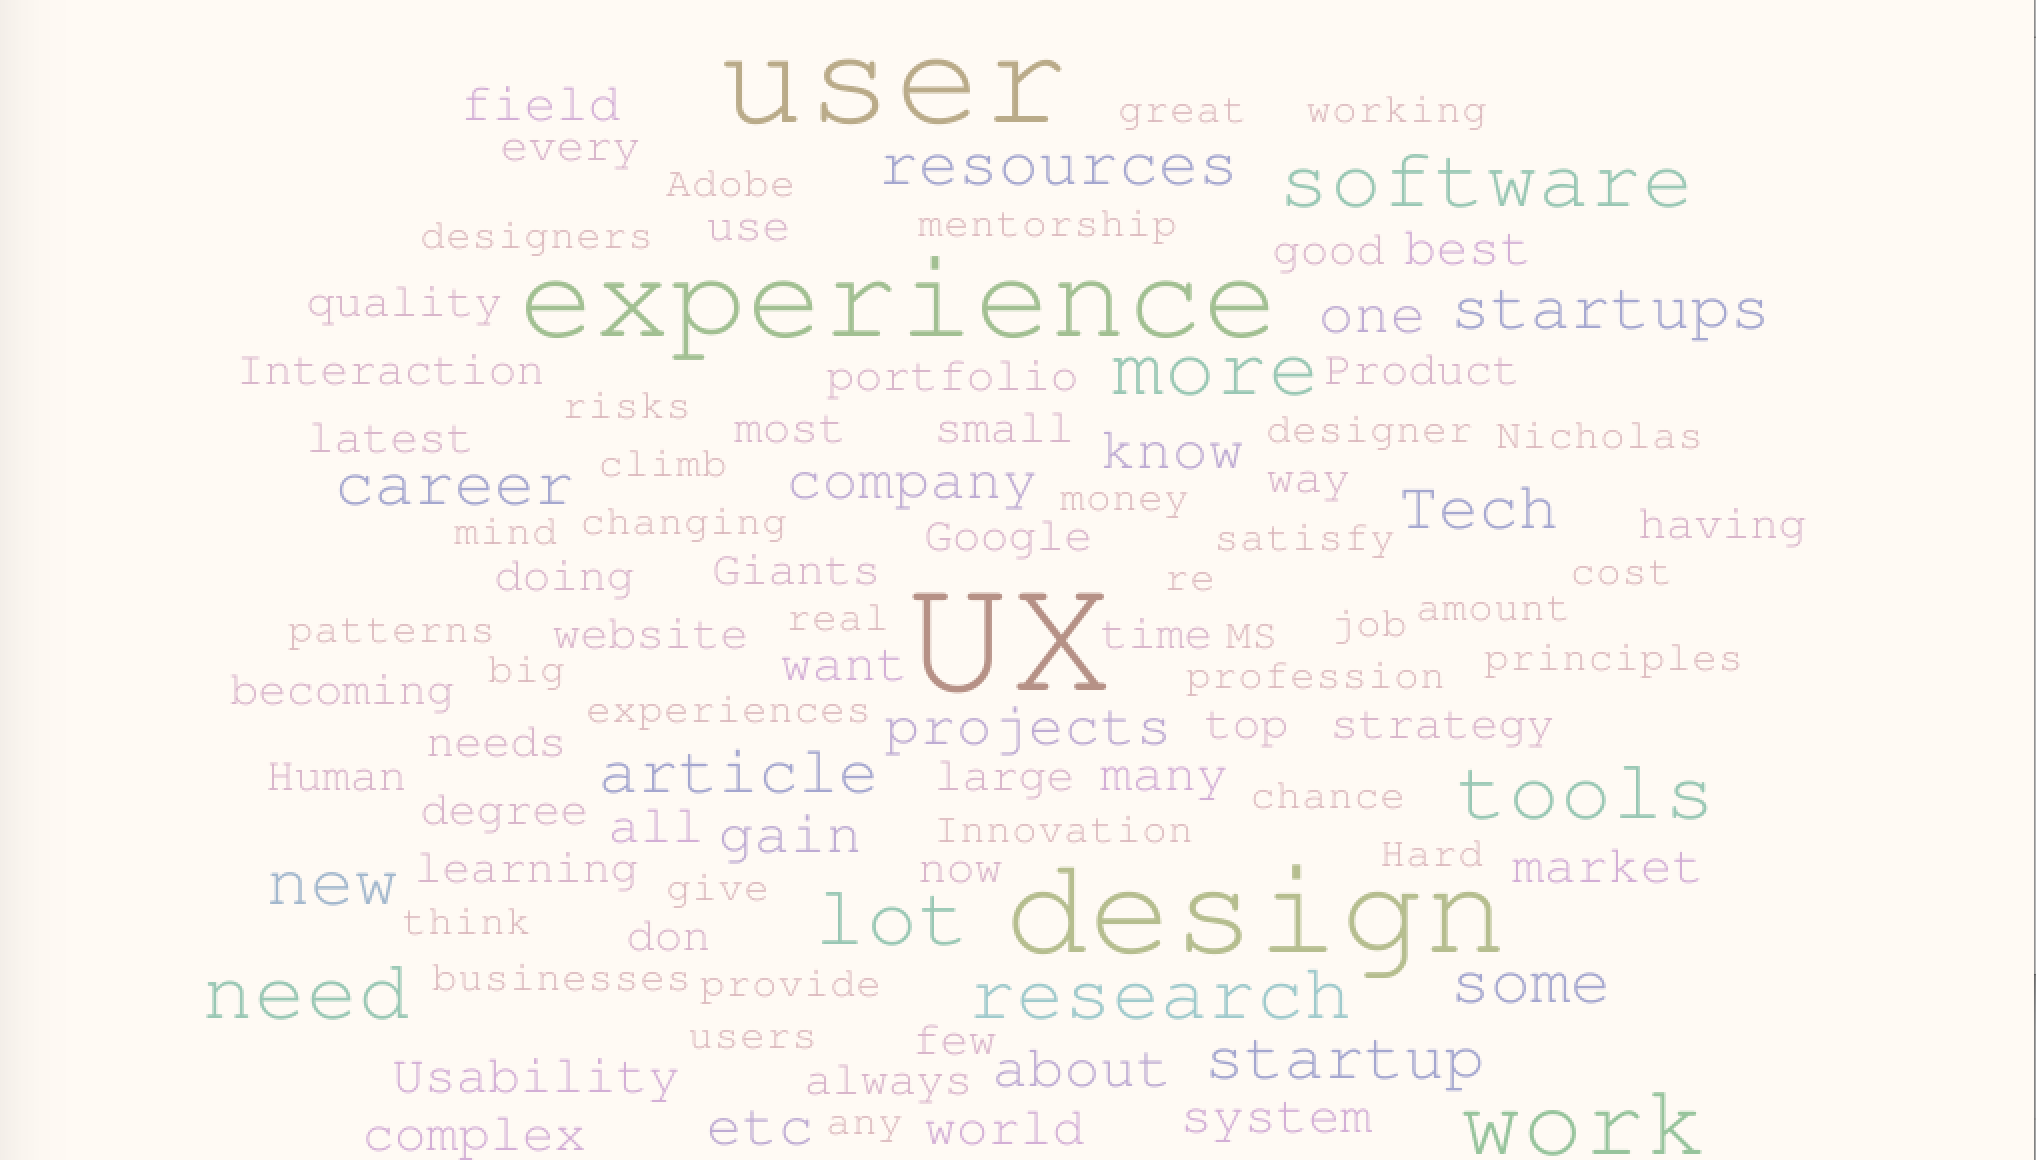 user
field great working
every resources software
Adobe
designers use mentorship good best
quality experience one startups
Interaction portfolio more Product
risks
latest most small know designer Nicholas
career climb company money way Tech
mind changing Google satisfy having
doing Giants re cost
patterns website real UX time MS job amount
becoming big want profession principles
experiences projects top strategy
needs
Human article large many chance tools
degree all gain Innovation
new learning give now design Hard market
think don lot
need businesses provide research some
users few
Usability always about startup
complex etc any world system work